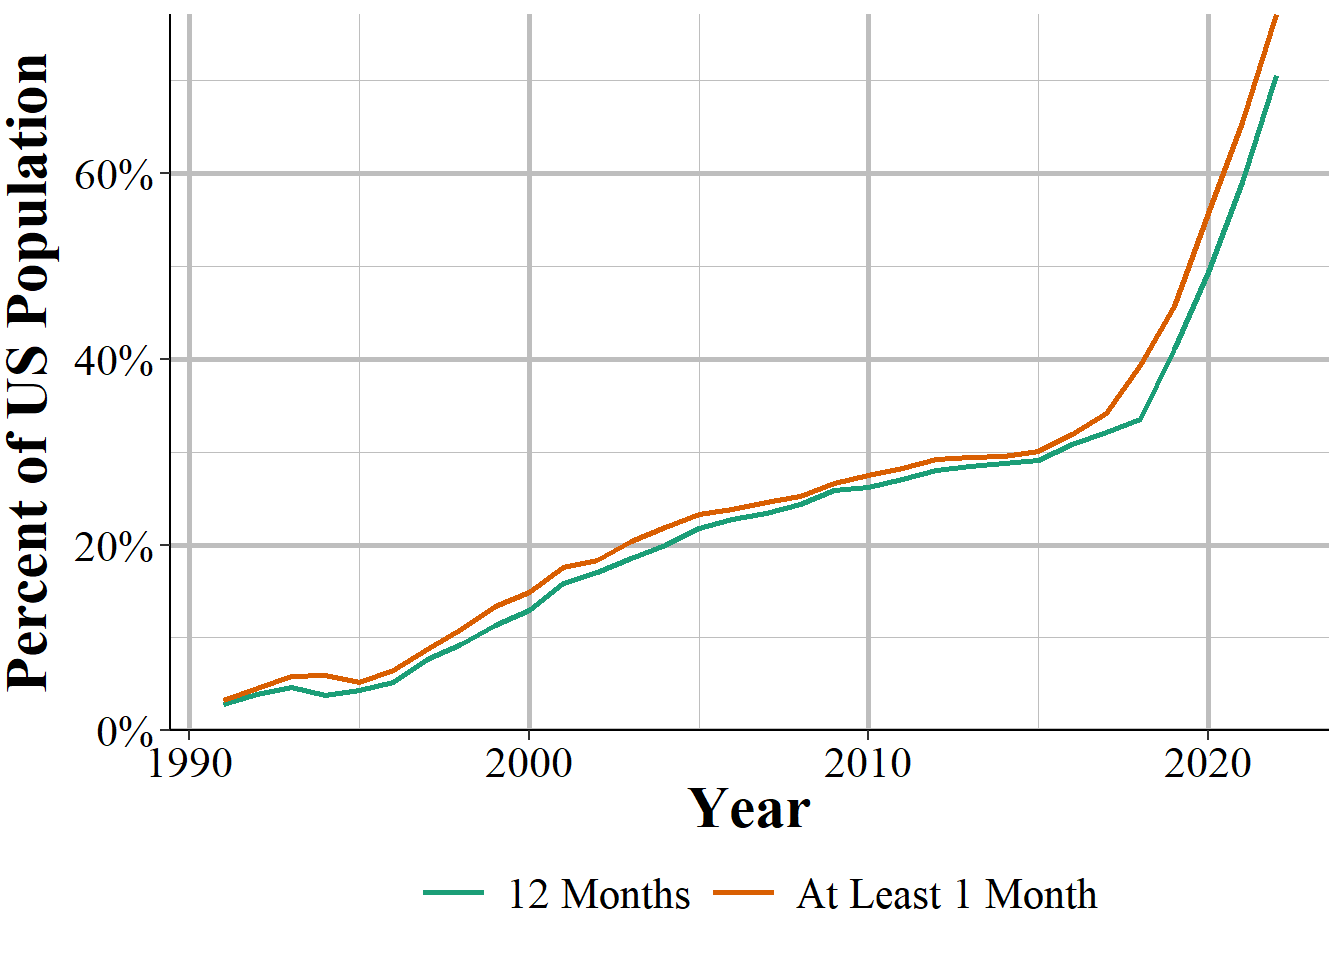 Percent of US Population
60%
40%
20%
0%
1990 2000 2010 2020
Year
12 Months At Least 1 Month